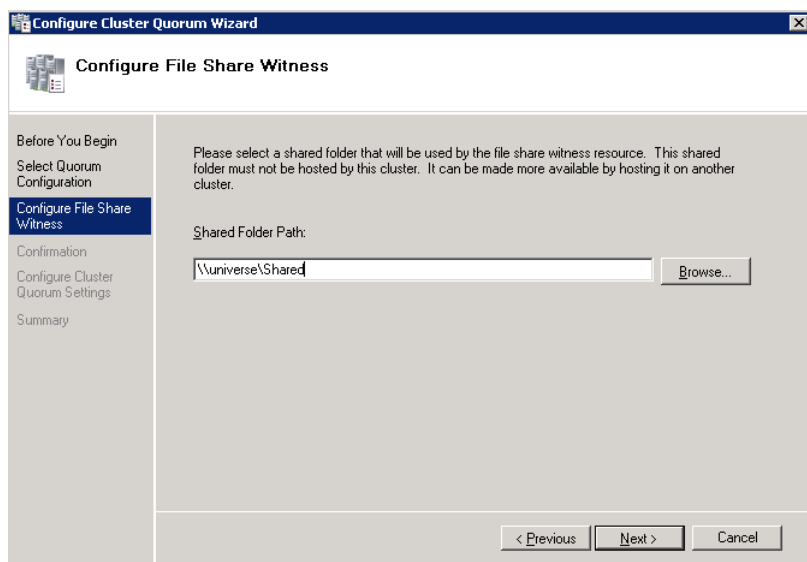 Configure Cluster Quorum Wizard
Configure File Share Witness
Before You Begin
Select Quorum
Configuration
Configure File Share
Witness
Confirmation
Configure Cluster
Quorum Settings
Summary
Please select a shared folder that will be used by the file share witness resource. This shared
folder must not be hosted by this cluster. It can be made more available by hosting it on another
cluster.
Shared Folder Path:
\\universe\Shared
Browse...
< Previous
Next >
Cancel